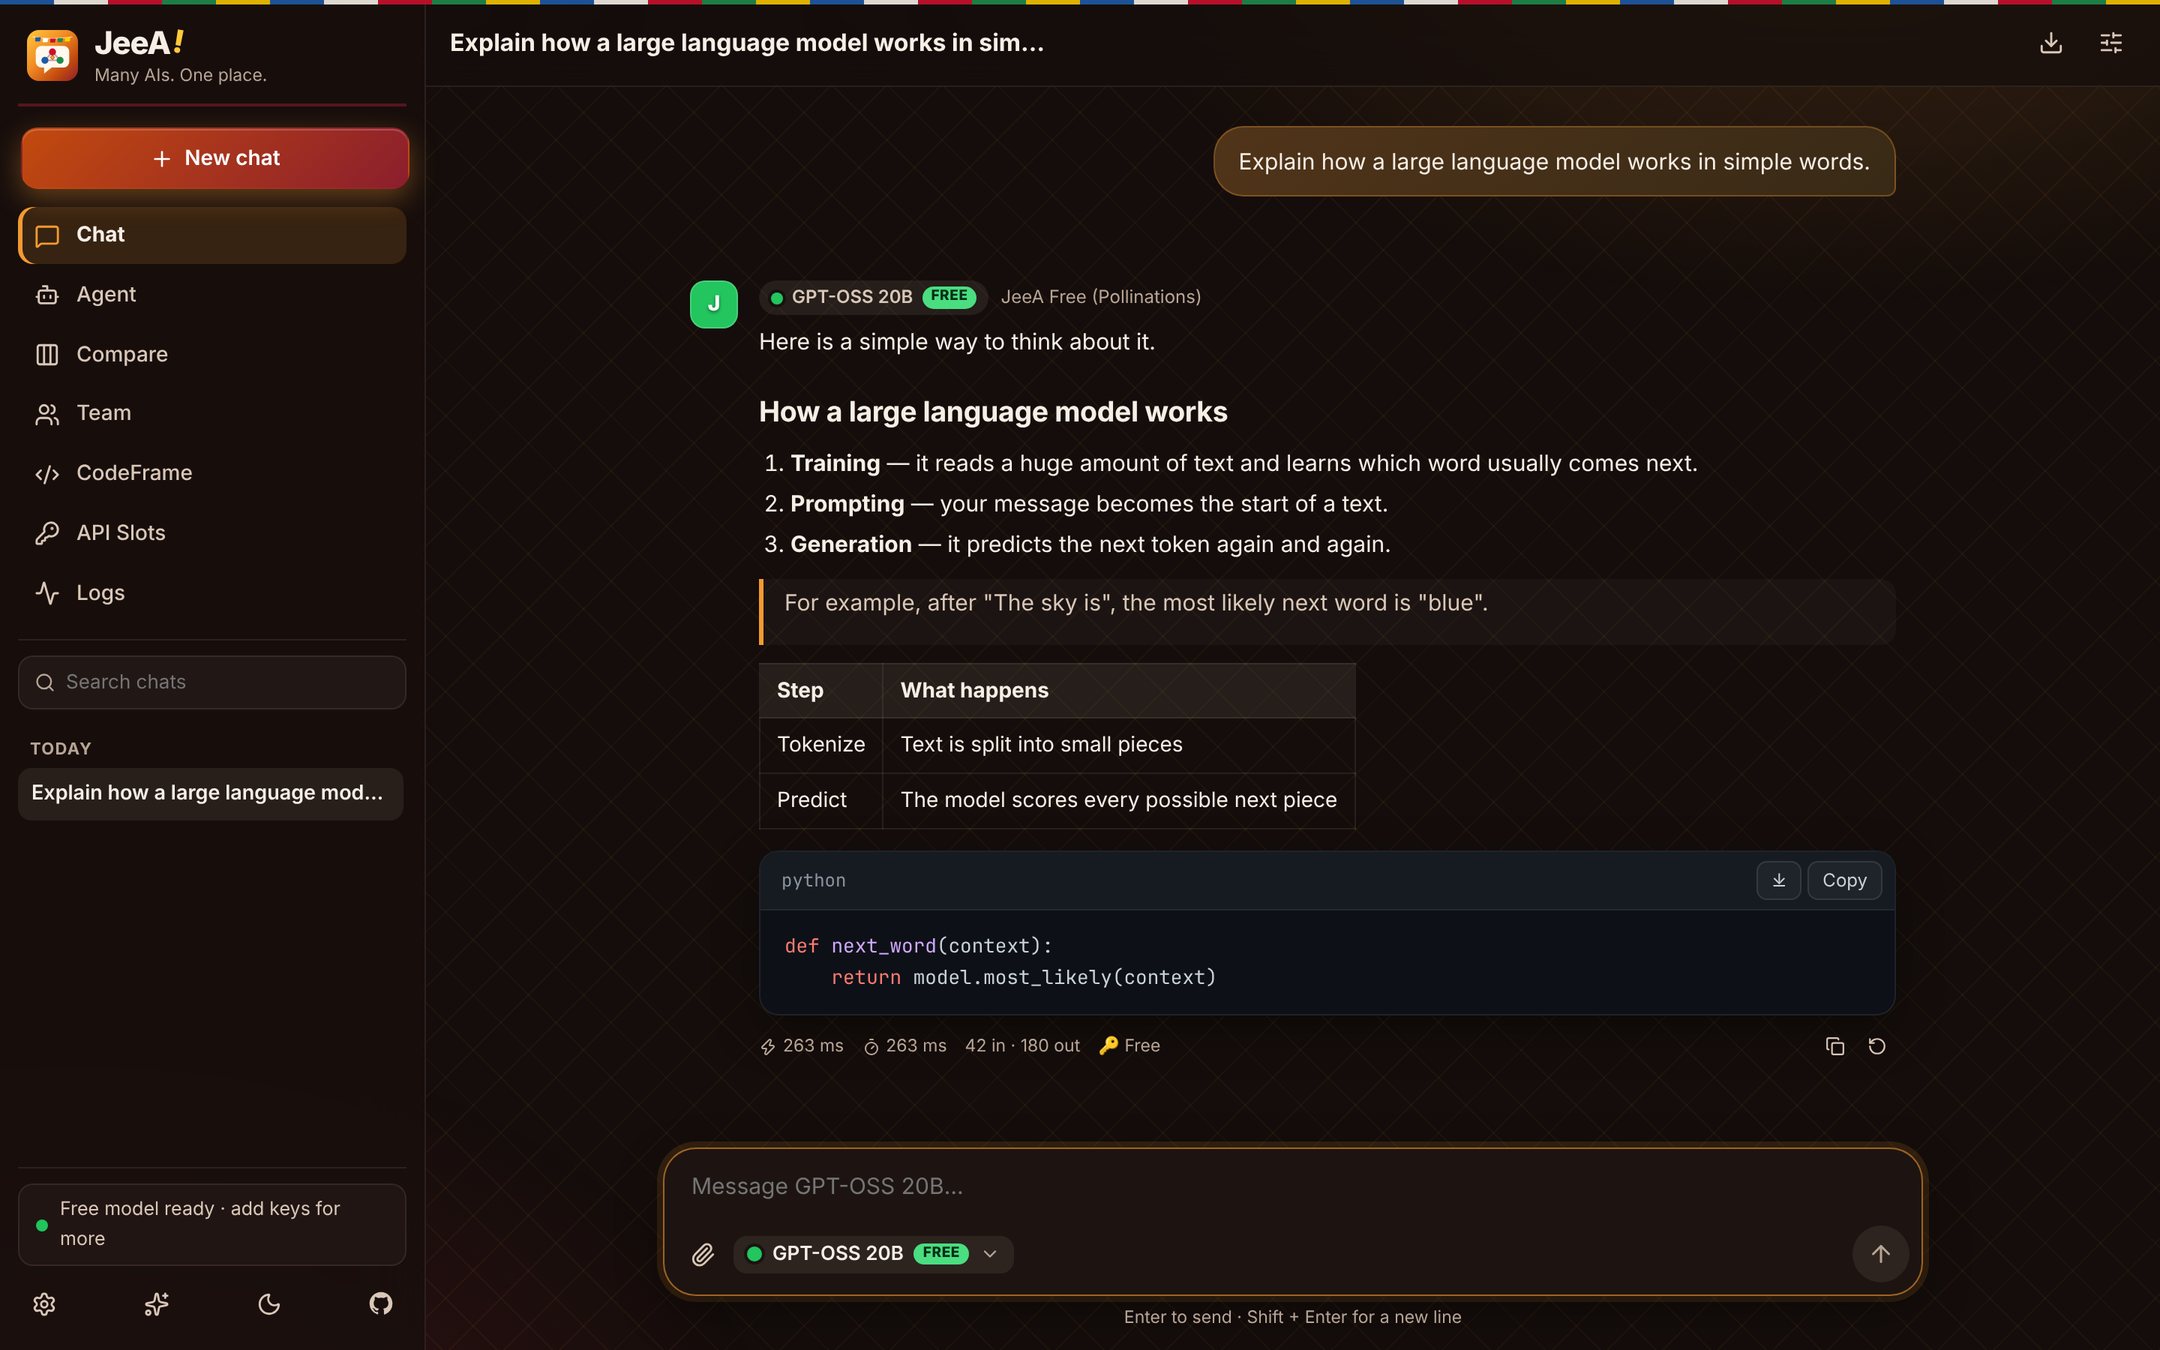 JeeA!
Many AIs. One place.
New chat
Chat
Agent
Compare
Team
CodeFrame
API Slots
Logs
Search chats
TODAY
Explain how a large language mod...
Free model ready · add keys for
more
Explain how a large language model works in sim...
Explain how a large language model works in simple words.
J
GPT-OSS 20B FREE JeeA Free (Pollinations)
Here is a simple way to think about it.
How a large language model works
1. Training — it reads a huge amount of text and learns which word usually comes next.
2. Prompting — your message becomes the start of a text.
3. Generation — it predicts the next token again and again.
For example, after "The sky is", the most likely next word is "blue".
Step What happens
Tokenize Text is split into small pieces
Predict The model scores every possible next piece
python Copy
def next_word(context):
    return model.most_likely(context)
263 ms 263 ms 42 in · 180 out 🔑 Free
Message GPT-OSS 20B...
GPT-OSS 20B FREE
Enter to send · Shift + Enter for a new line